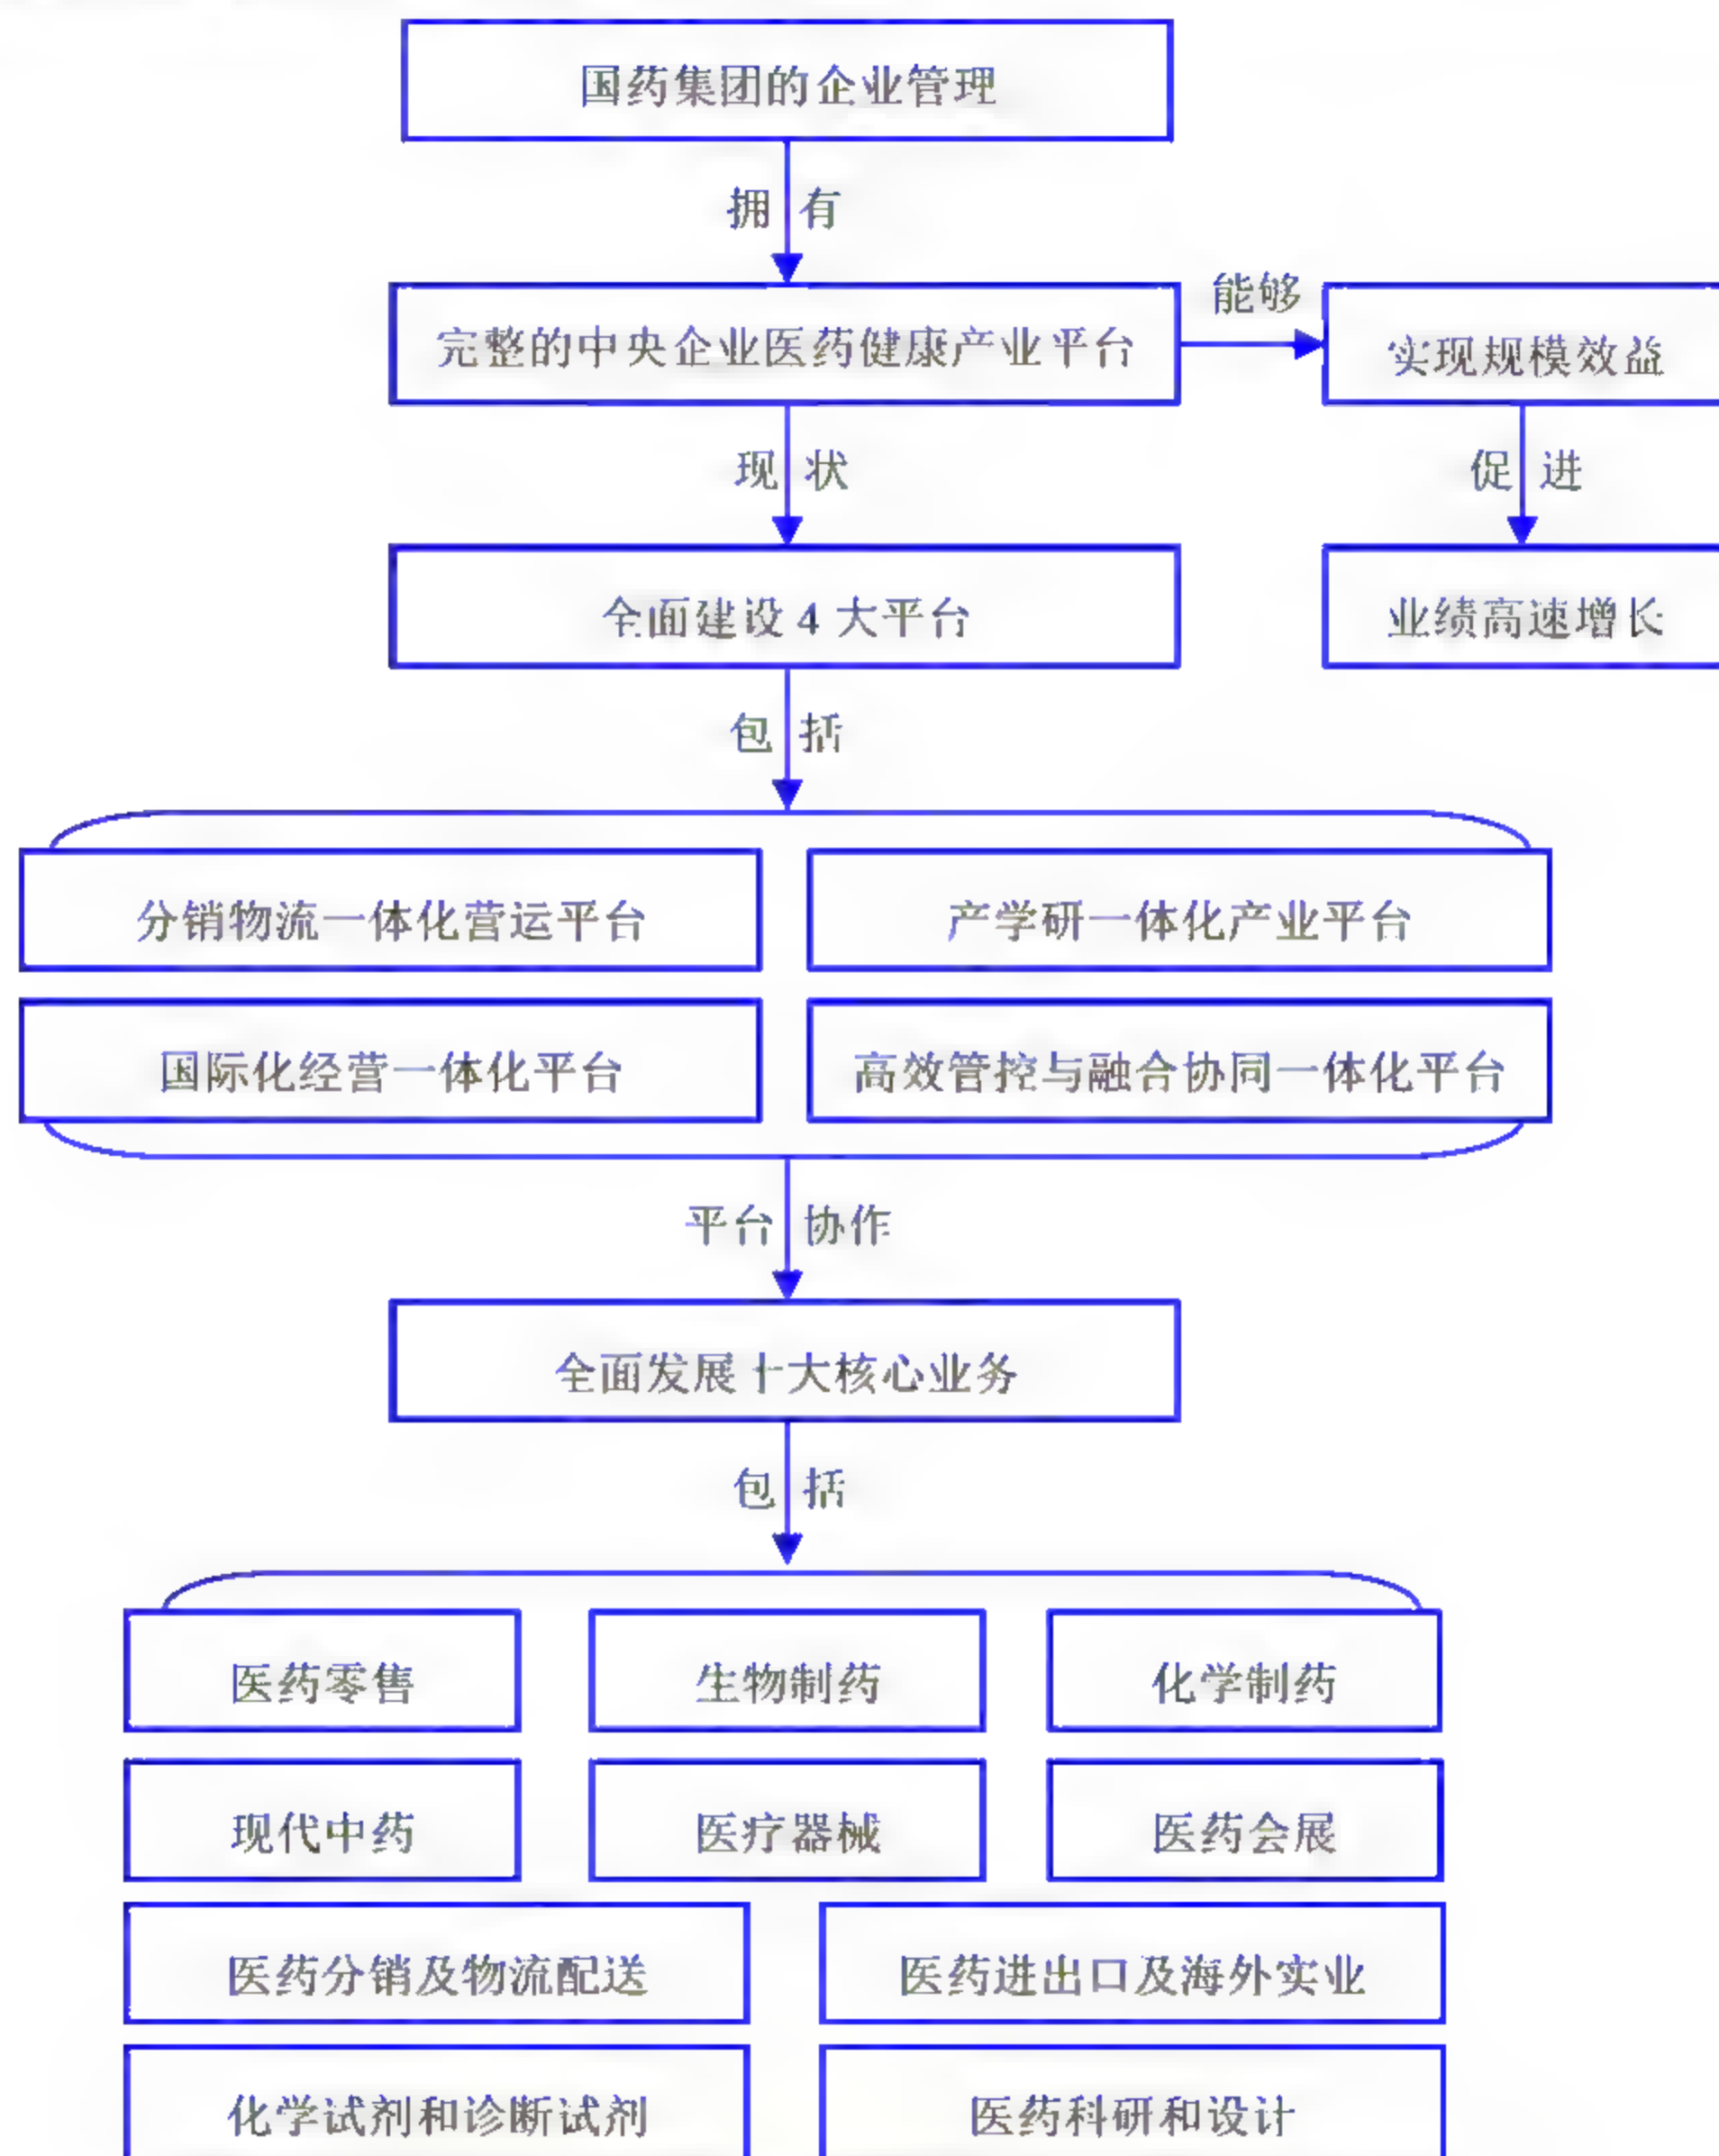 国药集团的企业管理
拥有
完整的中央企业医药健康产业平台
能够
实现规模效益
现状
促进
全面建设4大平台
业绩高速增长
包括
分销物流一体化营运平台
产学研一体化产业平台
国际化经营一体化平台
高效管控与融合协同一体化平台
平台协作
全面发展十大核心业务
包括
医药零售
生物制药
化学制药
现代中药
医疗器械
医药会展
医药分销及物流配送
医药进出口及海外实业
化学试剂和诊断试剂
医药科研和设计